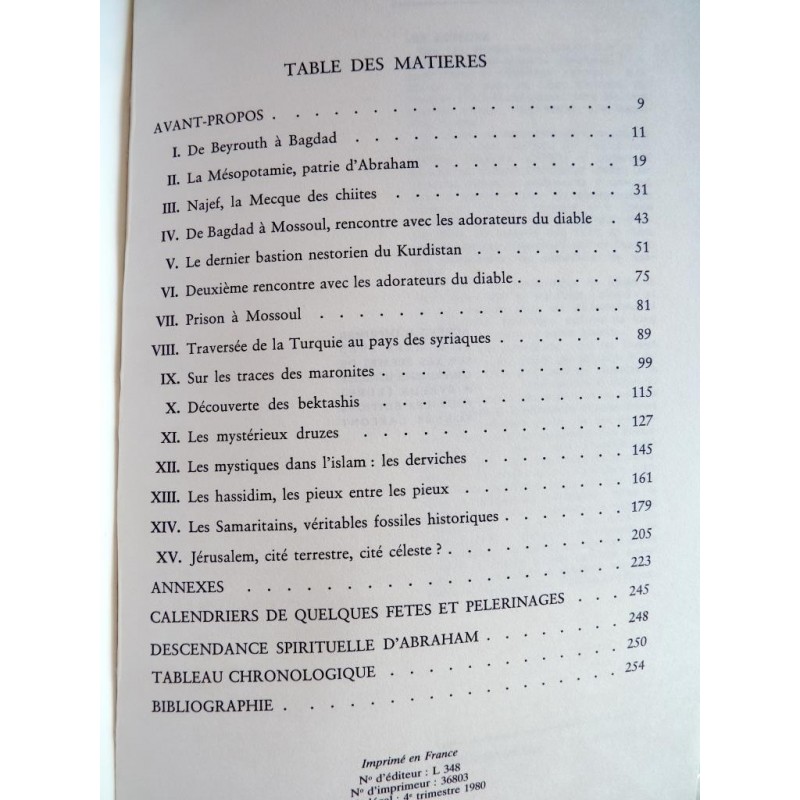 TABLE DES MATIERES
AVANT-PROPOS . . . . . . . . . . . . . . . . 9
I. De Beyrouth à Bagdad . . . . . . . . . . . . 11
II. La Mésopotamie, patrie d'Abraham . . . . . . . . 19
III. Najef, la Mecque des chiites . . . . . . . . . . 31
IV. De Bagdad à Mossoul, rencontre avec les adorateurs du diable . 43
V. Le dernier bastion nestorien du Kurdistan . . . . . . . 51
VI. Deuxième rencontre avec les adorateurs du diable . . . . . 75
VII. Prison à Mossoul . . . . . . . . . . . . . 81
VIII. Traversée de la Turquie au pays des syriaques . . . . . . 89
IX. Sur les traces des maronites . . . . . . . . . . . 99
X. Découverte des bektashis . . . . . . . . . . . 115
XI. Les mystérieux druzes . . . . . . . . . . . 127
XII. Les mystiques dans l'islam : les derviches . . . . . . . 145
XIII. Les hassidim, les pieux entre les pieux . . . . . . . 161
XIV. Les Samaritains, véritables fossiles historiques . . . . . . 179
XV. Jérusalem, cité terrestre, cité céleste ? . . . . . . . . 205
ANNEXES . . . . . . . . . . . . . . . . 223
CALENDRIERS DE QUELQUES FETES ET PELERINAGES . . . 245
DESCENDANCE SPIRITUELLE D'ABRAHAM . . . . . . . 248
TABLEAU CHRONOLOGIQUE . . . . . . . . . . 250
BIBLIOGRAPHIE . . . . . . . . . . . . . . 254
Imprimé en France
N° d'éditeur : L 348
N° d'imprimeur : 36803
légal : 4e trimestre 1980